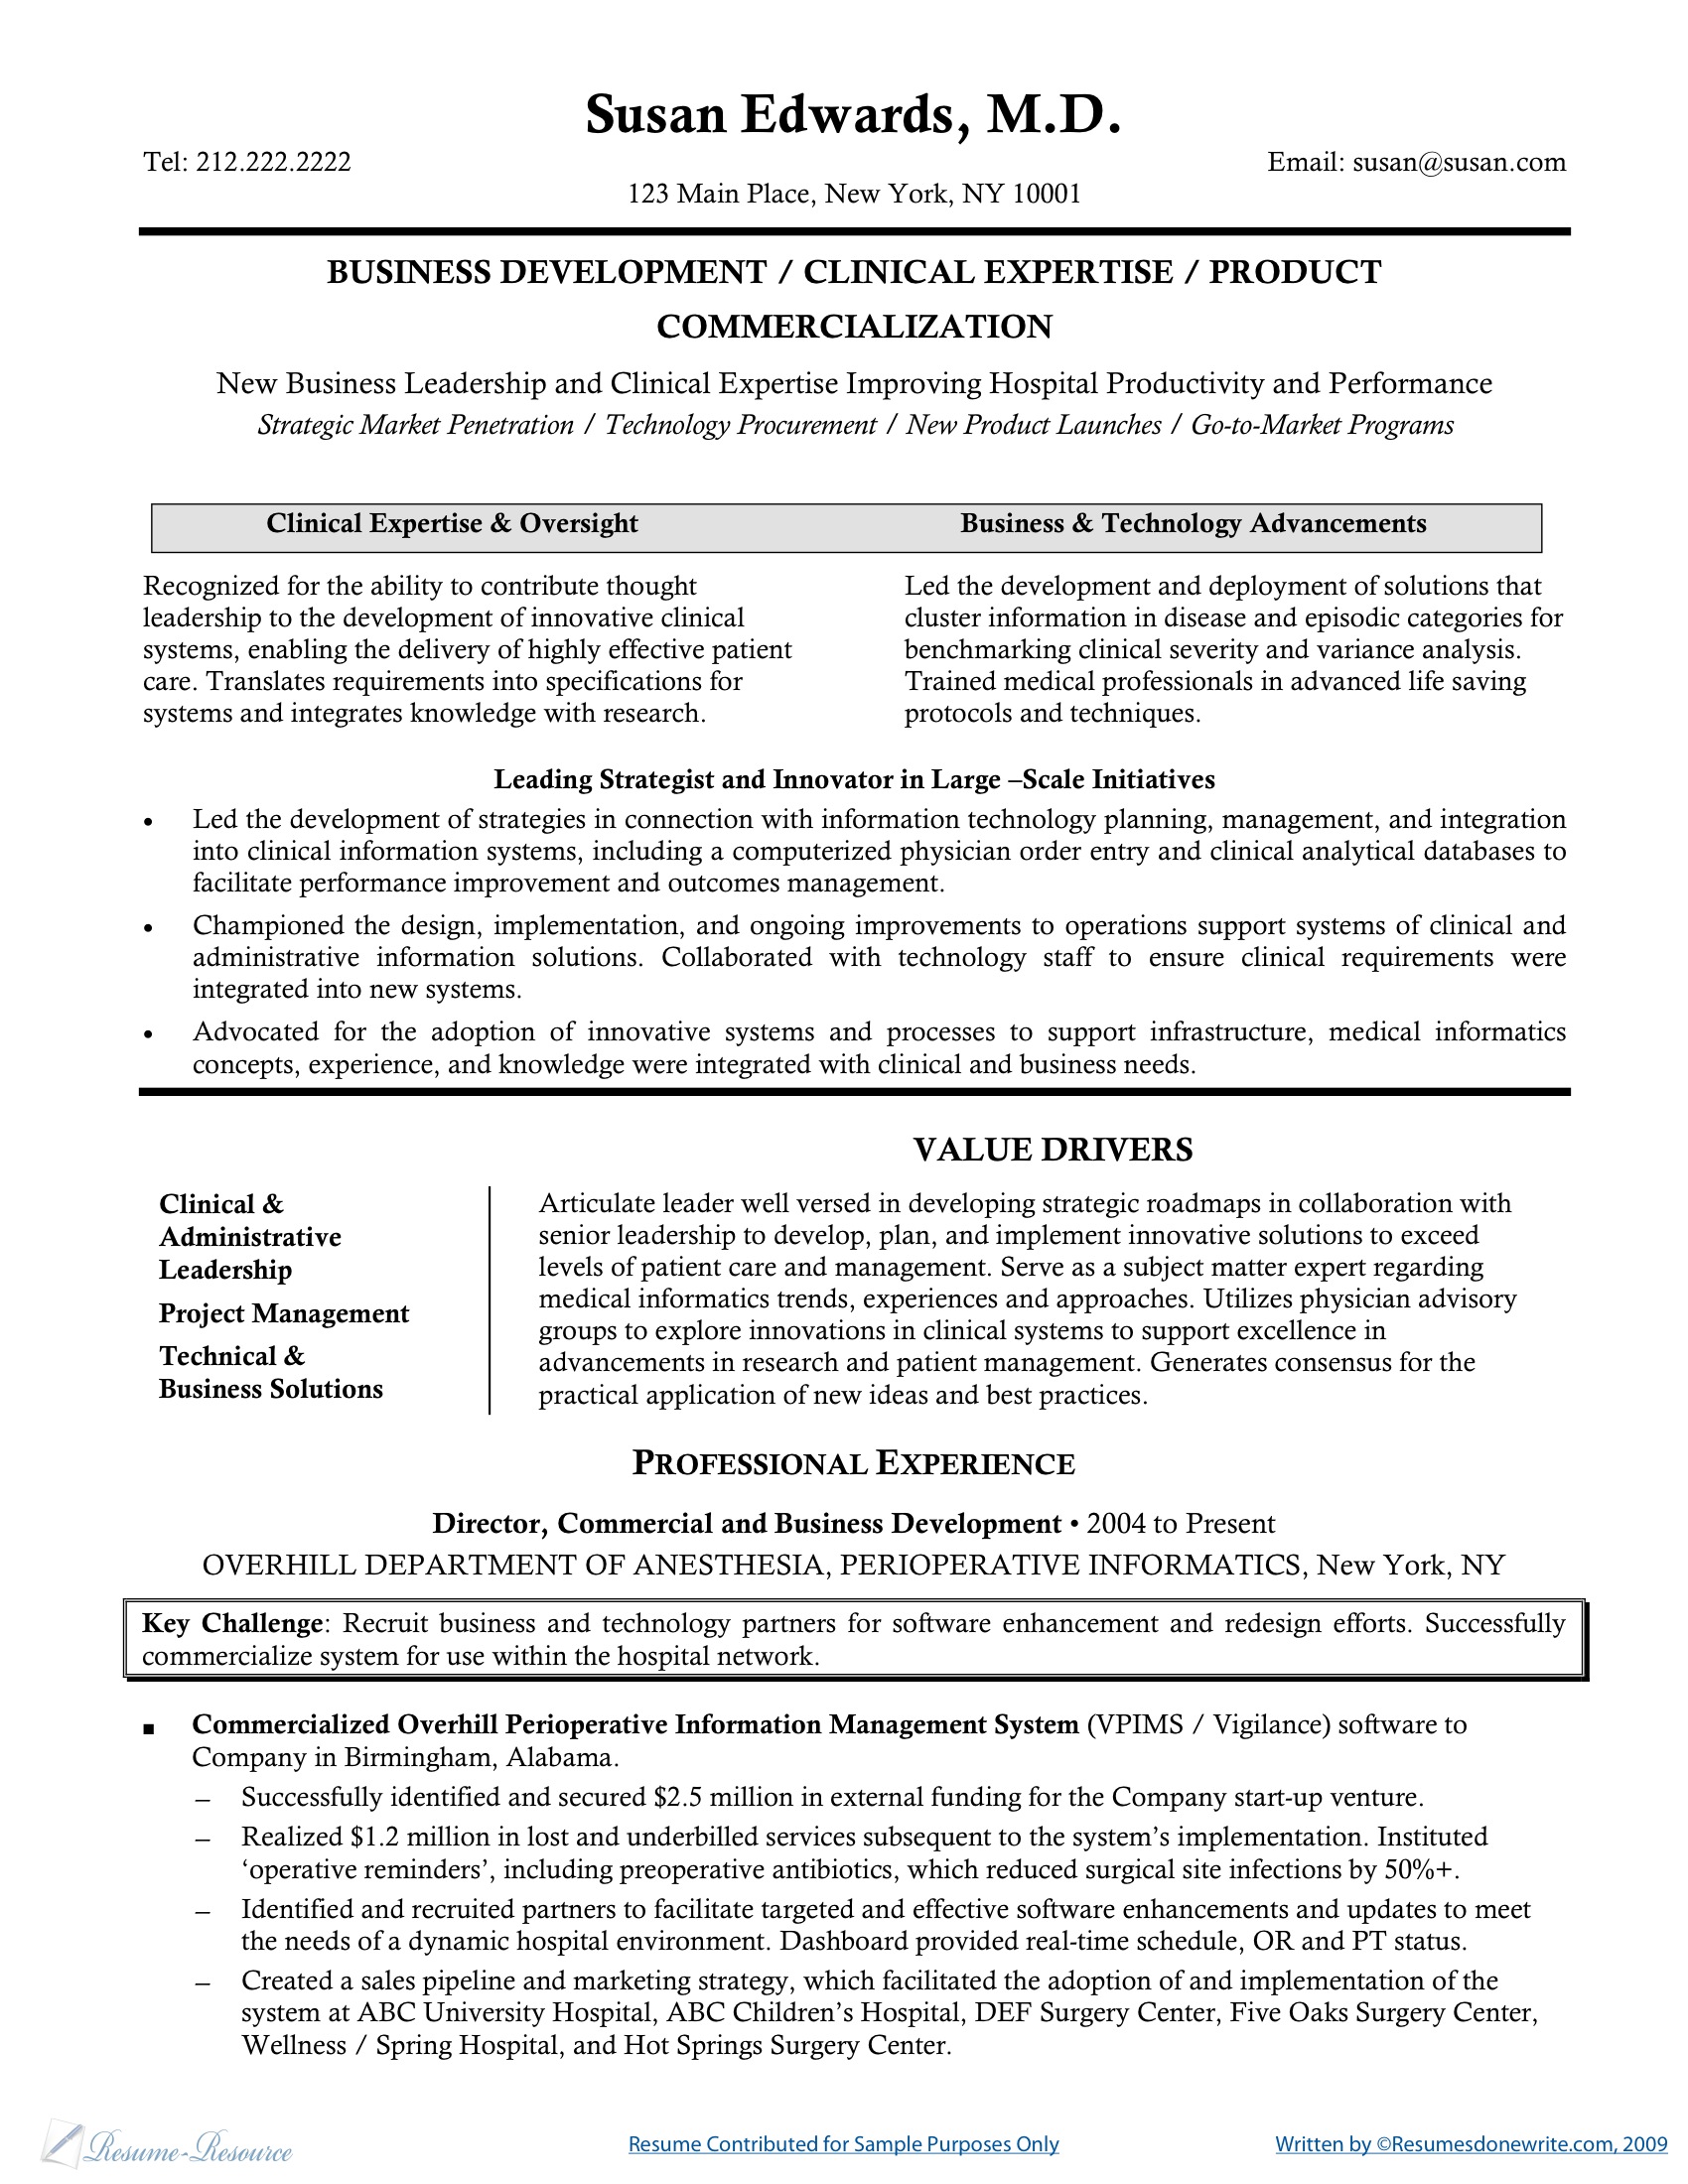 Susan Edwards, M.D.
Tel: 212.222.2222
Email: susan@susan.com
123 Main Place, New York, NY 10001
BUSINESS DEVELOPMENT / CLINICAL EXPERTISE / PRODUCT
COMMERCIALIZATION
New Business Leadership and Clinical Expertise Improving Hospital Productivity and Performance
Strategic Market Penetration / Technology Procurement / New Product Launches / Go-to-Market Programs
Clinical Expertise & Oversight
Recognized for the ability to contribute thought
leadership to the development of innovative clinical
systems, enabling the delivery of highly effective patient
care. Translates requirements into specifications for
systems and integrates knowledge with research.
Business & Technology Advancements
Led the development and deployment of solutions that
cluster information in disease and episodic categories for
benchmarking clinical severity and variance analysis.
Trained medical professionals in advanced life saving
protocols and techniques.
Leading Strategist and Innovator in Large –Scale Initiatives
• Led the development of strategies in connection with information technology planning, management, and integration
into clinical information systems, including a computerized physician order entry and clinical analytical databases to
facilitate performance improvement and outcomes management.
• Championed the design, implementation, and ongoing improvements to operations support systems of clinical and
administrative information solutions. Collaborated with technology staff to ensure clinical requirements were
integrated into new systems.
• Advocated for the adoption of innovative systems and processes to support infrastructure, medical informatics
concepts, experience, and knowledge were integrated with clinical and business needs.
VALUE DRIVERS
Clinical &
Administrative
Leadership
Project Management
Technical &
Business Solutions
Articulate leader well versed in developing strategic roadmaps in collaboration with
senior leadership to develop, plan, and implement innovative solutions to exceed
levels of patient care and management. Serve as a subject matter expert regarding
medical informatics trends, experiences and approaches. Utilizes physician advisory
groups to explore innovations in clinical systems to support excellence in
advancements in research and patient management. Generates consensus for the
practical application of new ideas and best practices.
PROFESSIONAL EXPERIENCE
Director, Commercial and Business Development • 2004 to Present
OVERHILL DEPARTMENT OF ANESTHESIA, PERIOPERATIVE INFORMATICS, New York, NY
Key Challenge: Recruit business and technology partners for software enhancement and redesign efforts. Successfully
commercialize system for use within the hospital network.
▪ Commercialized Overhill Perioperative Information Management System (VPIMS / Vigilance) software to
Company in Birmingham, Alabama.
– Successfully identified and secured $2.5 million in external funding for the Company start-up venture.
– Realized $1.2 million in lost and underbilled services subsequent to the system’s implementation. Instituted
‘operative reminders’, including preoperative antibiotics, which reduced surgical site infections by 50%+.
– Identified and recruited partners to facilitate targeted and effective software enhancements and updates to meet
the needs of a dynamic hospital environment. Dashboard provided real-time schedule, OR and PT status.
– Created a sales pipeline and marketing strategy, which facilitated the adoption of and implementation of the
system at ABC University Hospital, ABC Children’s Hospital, DEF Surgery Center, Five Oaks Surgery Center,
Wellness / Spring Hospital, and Hot Springs Surgery Center.
Resume-Resource
Resume Contributed for Sample Purposes Only
Written by ©Resumesdonewrite.com, 2009